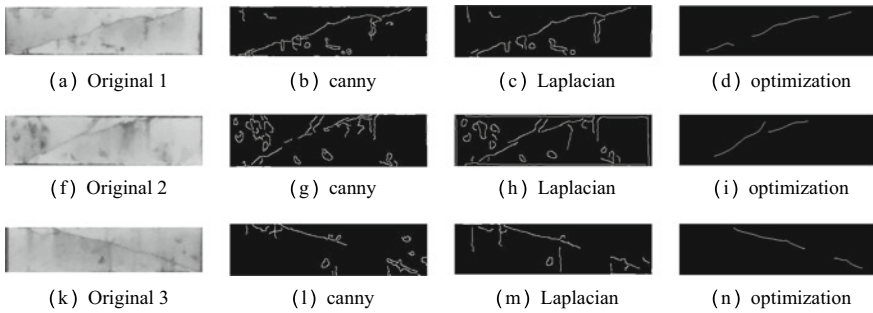 (a) Original 1 (b) canny (c) Laplacian (d) optimization
(f) Original 2 (g) canny (h) Laplacian (i) optimization
(k) Original 3 (l) canny (m) Laplacian (n) optimization